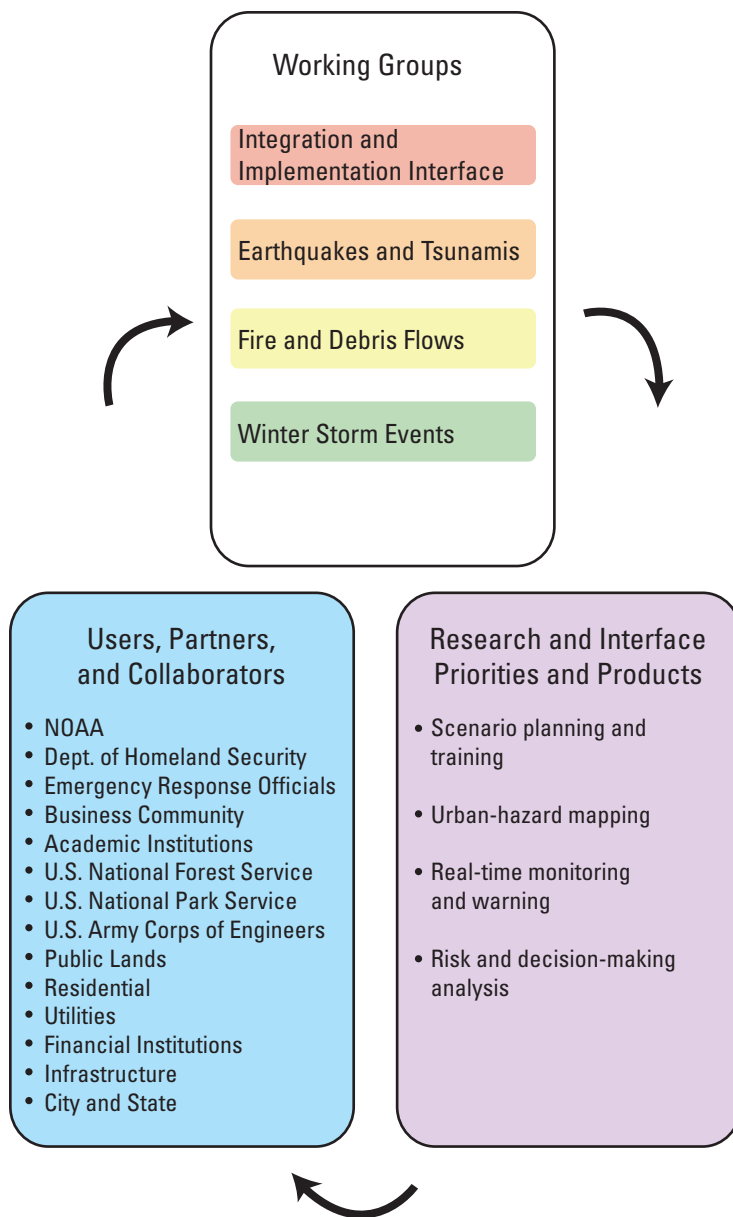 Working Groups
Integration and
Implementation Interface
Earthquakes and Tsunamis
Fire and Debris Flows
Winter Storm Events
Users, Partners,
and Collaborators
• NOAA
• Dept. of Homeland Security
• Emergency Response Officials
• Business Community
• Academic Institutions
• U.S. National Forest Service
• U.S. National Park Service
• U.S. Army Corps of Engineers
• Public Lands
• Residential
• Utilities
• Financial Institutions
• Infrastructure
• City and State
Research and Interface
Priorities and Products
• Scenario planning and
training
• Urban-hazard mapping
• Real-time monitoring
and warning
• Risk and decision-making
analysis